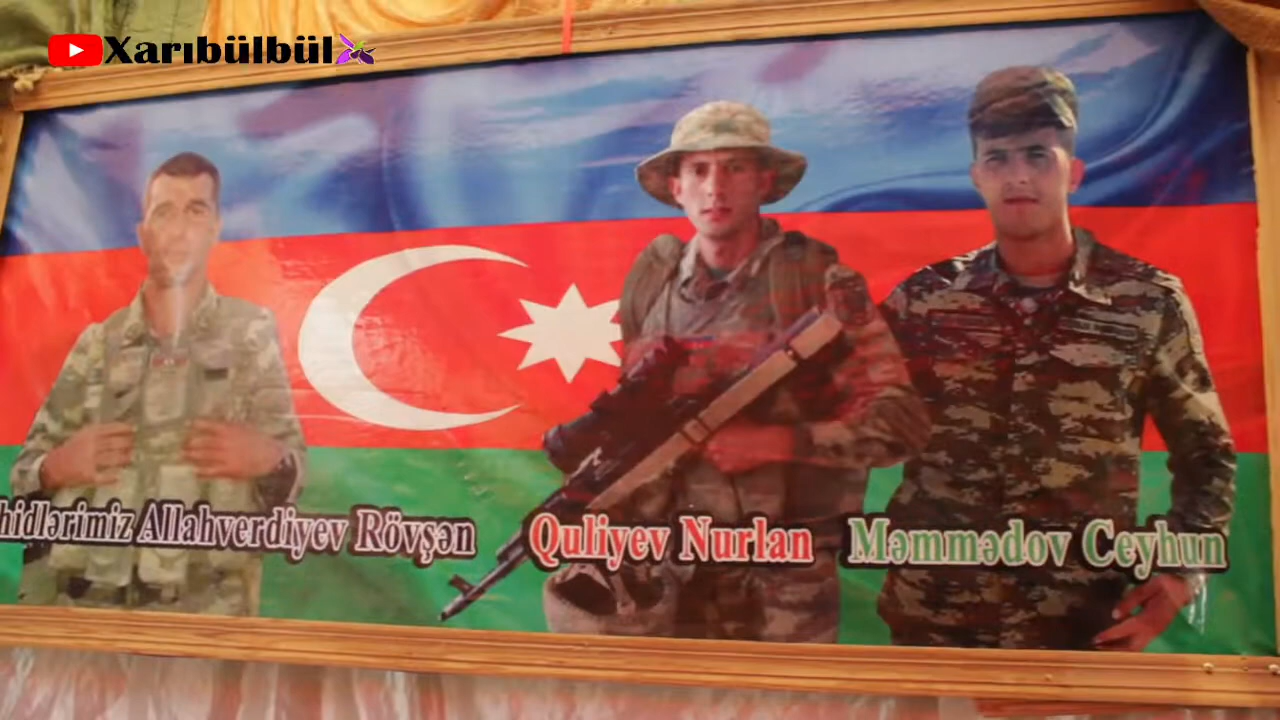 Xarıbülbül
hidlərimiz Allahverdiyev Rövşən
Quliyev Nurlan
Məmmədov Ceyhun